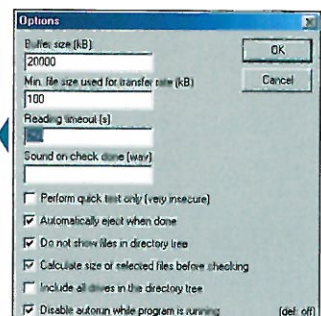 Options
Buffer size (kB)
20000
OK
Min. file size used for transfer rate (kB)
Cancel
100
Reading timeout (s)
Sound on check done (wav)
Perform quick test only (very insecure)
Automatically eject when done
Do not show files in directory tree
Calculate size of selected files before checking
Include all drives in the directory tree
Disable autorun while program is running (def: off)